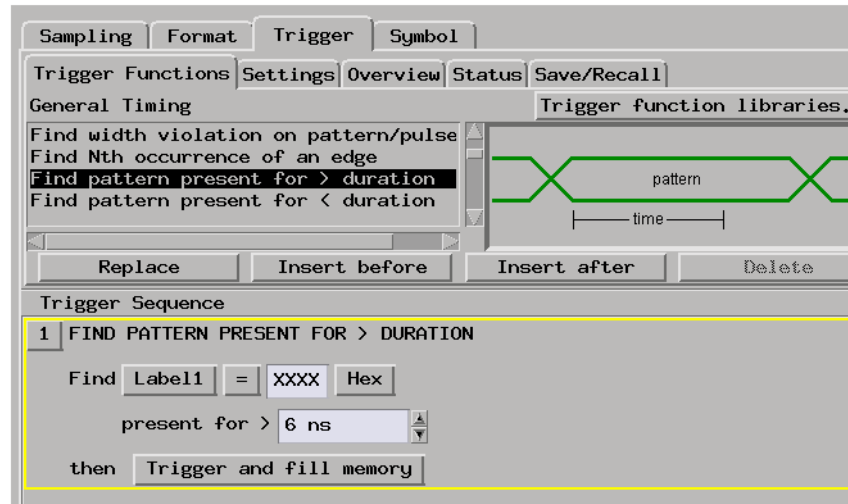 Sampling Format Trigger Symbol
Trigger Functions Settings Overview Status Save/Recall
General Timing Trigger function libraries.
Find width violation on pattern/pulse
Find Nth occurrence of an edge
Find pattern present for > duration
Find pattern present for < duration
pattern
time
Replace Insert before Insert after Delete
Trigger Sequence
1 FIND PATTERN PRESENT FOR > DURATION
Find Label1 = XXXX Hex
present for > 6 ns
then Trigger and fill memory